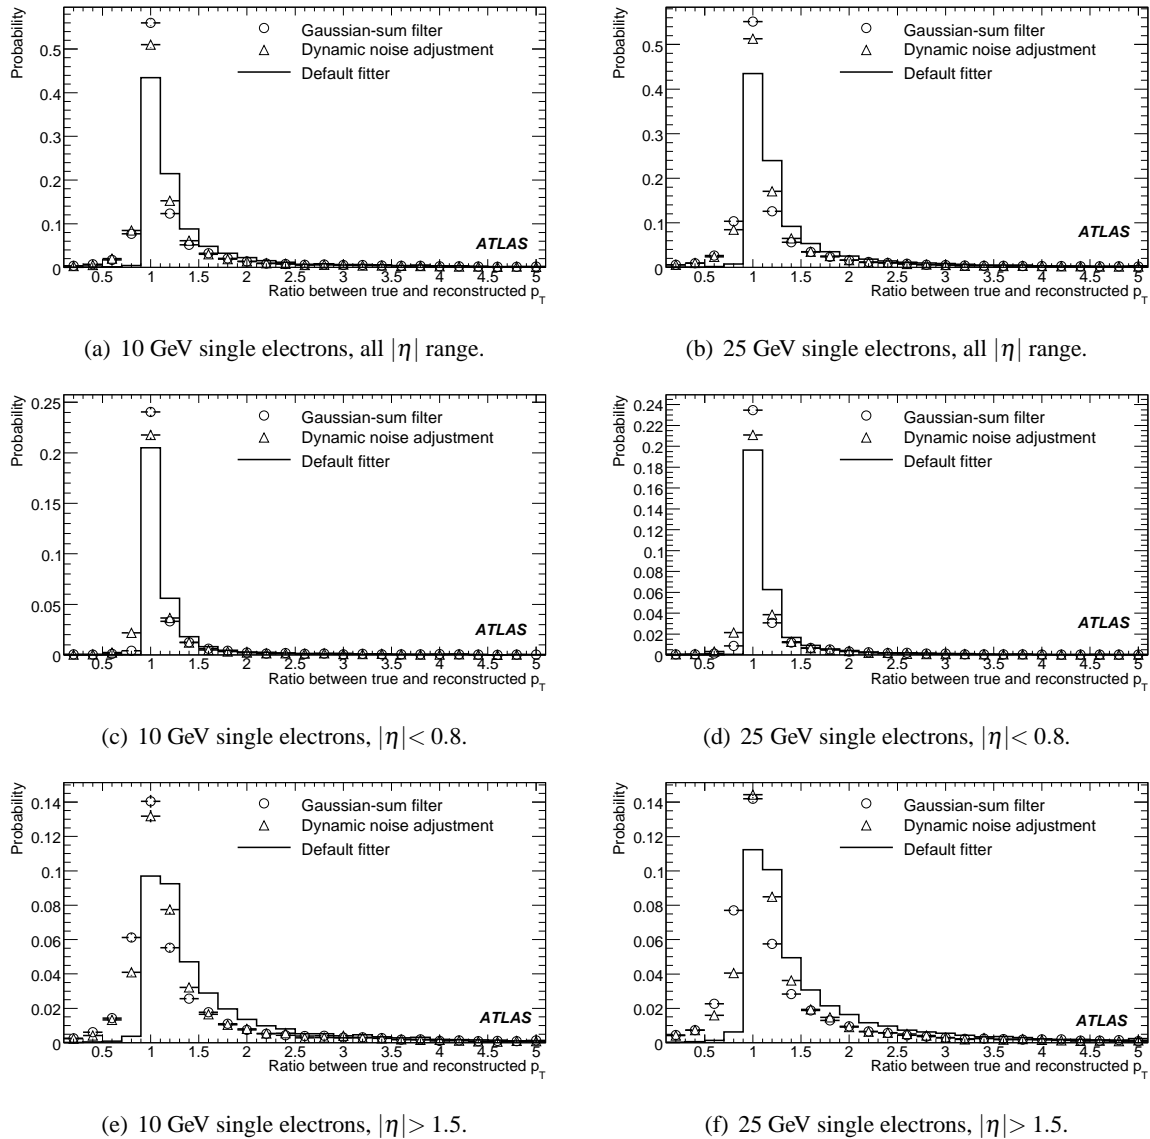 Probability
0.5
0.4
0.3
0.2
0.1
0
Gaussian-sum filter
Dynamic noise adjustment
Default fitter
ATLAS
0.5 1 1.5 2 2.5 3 3.5 4 4.5 5
Ratio between true and reconstructed p_T
(a) 10 GeV single electrons, all |η| range.
Probability
0.5
0.4
0.3
0.2
0.1
0
Gaussian-sum filter
Dynamic noise adjustment
Default fitter
ATLAS
0.5 1 1.5 2 2.5 3 3.5 4 4.5 5
Ratio between true and reconstructed p_T
(b) 25 GeV single electrons, all |η| range.
Probability
0.25
0.2
0.15
0.1
0.05
0
Gaussian-sum filter
Dynamic noise adjustment
Default fitter
ATLAS
0.5 1 1.5 2 2.5 3 3.5 4 4.5 5
Ratio between true and reconstructed p_T
(c) 10 GeV single electrons, |η| < 0.8.
Probability
0.24
0.22
0.2
0.18
0.16
0.14
0.12
0.1
0.08
0.06
0.04
0.02
0
Gaussian-sum filter
Dynamic noise adjustment
Default fitter
ATLAS
0.5 1 1.5 2 2.5 3 3.5 4 4.5 5
Ratio between true and reconstructed p_T
(d) 25 GeV single electrons, |η| < 0.8.
Probability
0.14
0.12
0.1
0.08
0.06
0.04
0.02
0
Gaussian-sum filter
Dynamic noise adjustment
Default fitter
ATLAS
0.5 1 1.5 2 2.5 3 3.5 4 4.5 5
Ratio between true and reconstructed p_T
(e) 10 GeV single electrons, |η| > 1.5.
Probability
0.14
0.12
0.1
0.08
0.06
0.04
0.02
0
Gaussian-sum filter
Dynamic noise adjustment
Default fitter
ATLAS
0.5 1 1.5 2 2.5 3 3.5 4 4.5 5
Ratio between true and reconstructed p_T
(f) 25 GeV single electrons, |η| > 1.5.